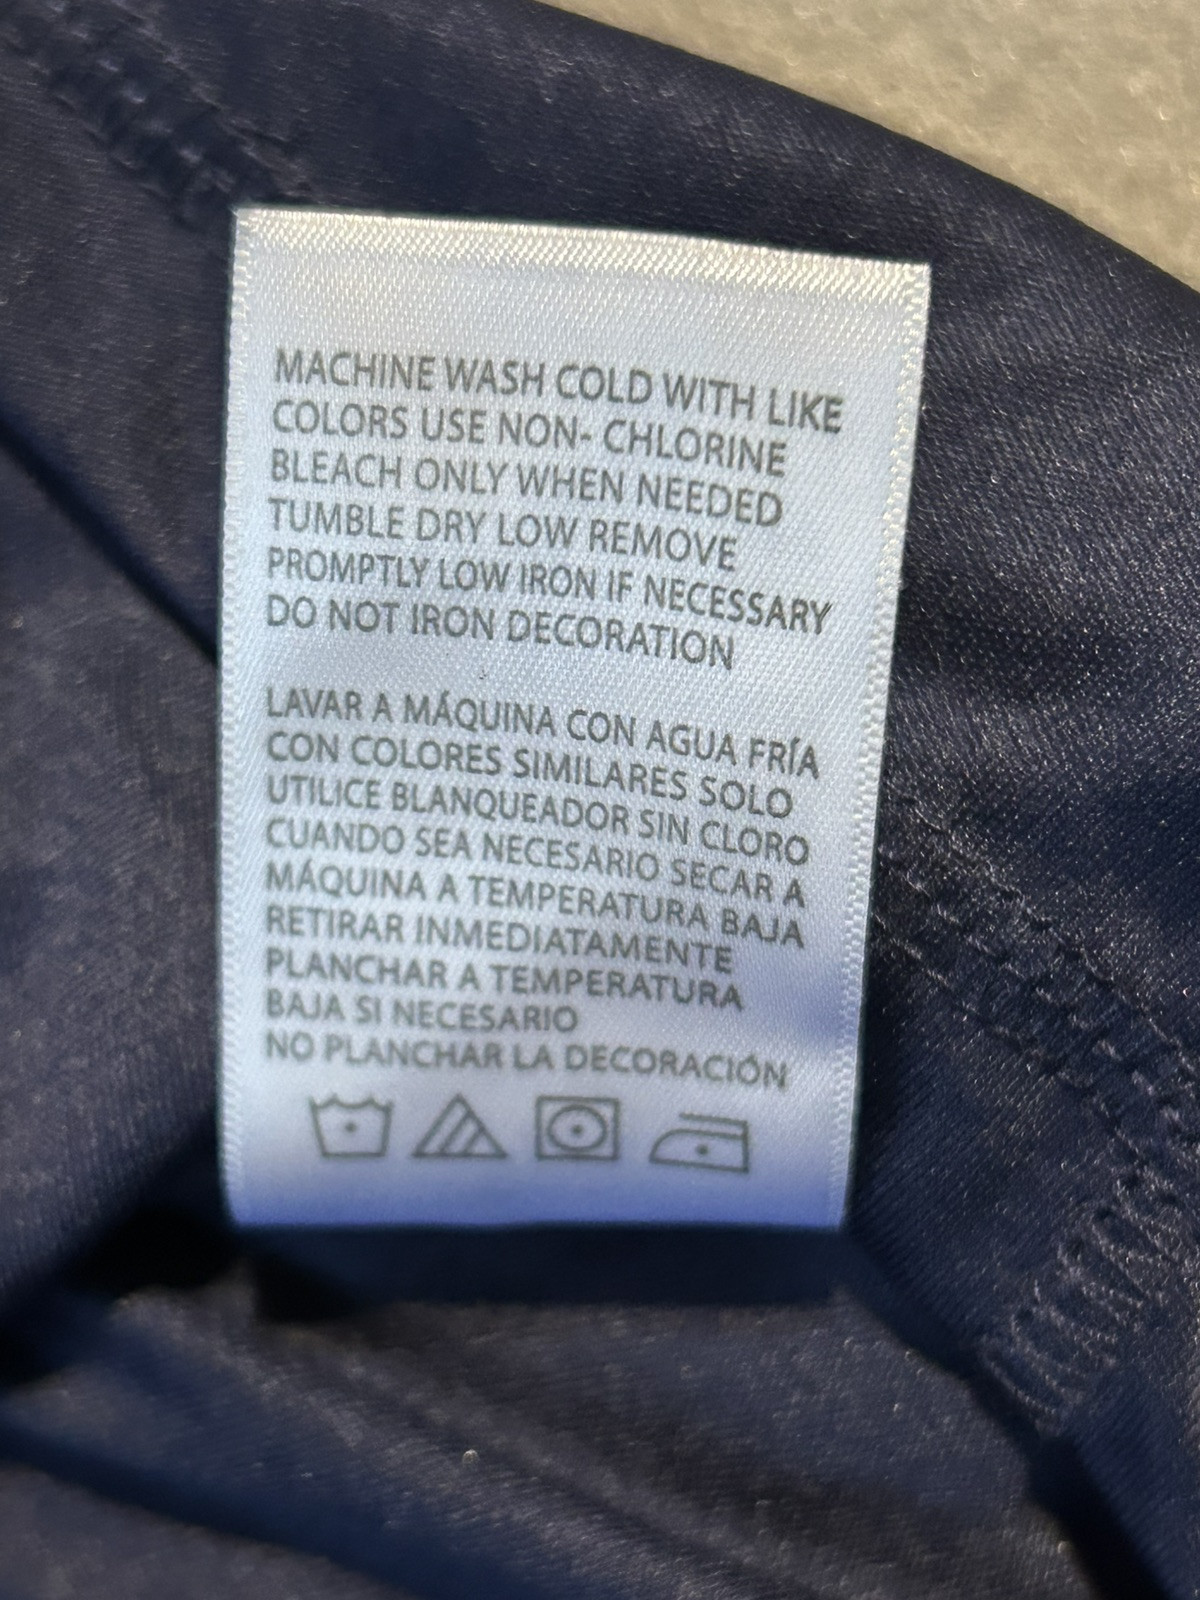 MACHINE WASH COLD WITH LIKE
COLORS USE NON- CHLORINE
BLEACH ONLY WHEN NEEDED
TUMBLE DRY LOW REMOVE
PROMPTLY LOW IRON IF NECESSARY
DO NOT IRON DECORATION
LAVAR A MÁQUINA CON AGUA FRÍA
CON COLORES SIMILARES SOLO
UTILICE BLANQUEADOR SIN CLORO
CUANDO SEA NECESARIO SECAR A
MÁQUINA A TEMPERATURA BAJA
RETIRAR INMEDIATAMENTE
PLANCHAR A TEMPERATURA
BAJA SI NECESARIO
NO PLANCHAR LA DECORACIÓN